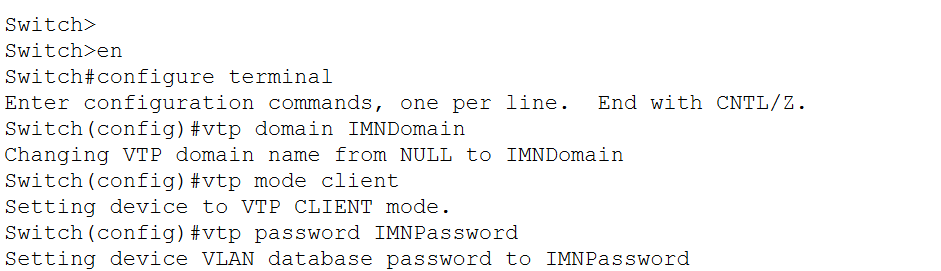 Switch>
Switch>en
Switch#configure terminal
Enter configuration commands, one per line.  End with CNTL/Z.
Switch(config)#vtp domain IMNDomain
Changing VTP domain name from NULL to IMNDomain
Switch(config)#vtp mode client
Setting device to VTP CLIENT mode.
Switch(config)#vtp password IMNPassword
Setting device VLAN database password to IMNPassword